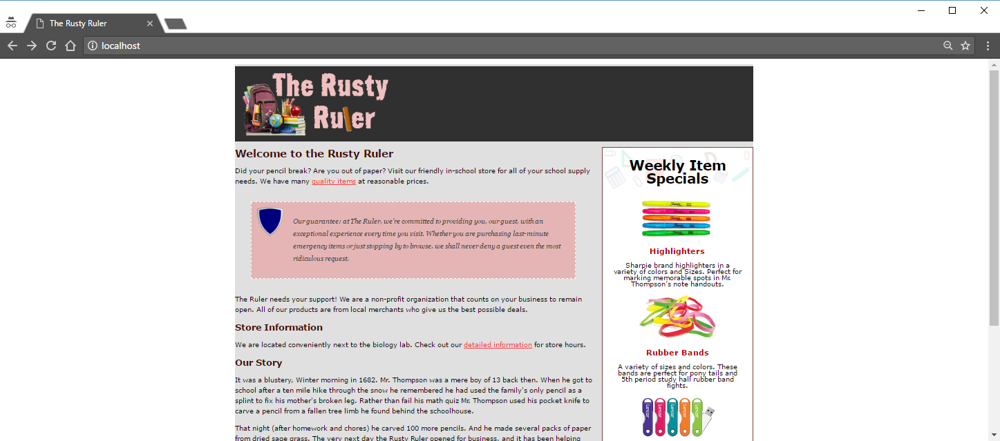 The Rusty Ruler
localhost
The Rusty
Ruler
Welcome to the Rusty Ruler
Did your pencil break? Are you out of paper? Visit our friendly in-school store for all of your school supply
needs. We have many quality items at reasonable prices.
Our guarantee: at The Ruler, we're committed to providing you, our guest, with an
exceptional experience every time you visit. Whether you are purchasing last-minute
emergency items or just stopping by to browse, we shall never deny a guest even the most
ridiculous request.
The Ruler needs your support! We are a non-profit organization that counts on your business to remain
open. All of our products are from local merchants who give us the best possible deals.
Store Information
We are located conveniently next to the biology lab. Check out our detailed information for store hours.
Our Story
It was a blustery, Winter morning in 1682. Mr. Thompson was a mere boy of 13 back then. When he got to
school after a ten mile hike through the snow he remembered he had used the family's only pencil as a
splint to fix his mother's broken leg. Rather than fail his math quiz Mr. Thompson used his pocket knife to
carve a pencil from a fallen tree limb he found behind the schoolhouse.
That night (after homework and chores) he carved 100 more pencils. And he made several packs of paper
from dried sage grass. The very next day the Rusty Ruler opened for business, and it has been helping
Weekly Item
Specials
Highlighters
Sharpie brand highlighters in a
variety of colors and Sizes. Perfect for
marking memorable spots in Mr.
Thompson's note handouts.
Rubber Bands
A variety of sizes and colors. These
bands are perfect for pony tails and
5th period study hall rubber band
fights.
Lexar
Lexar
Lexar
Lexar
Lexar